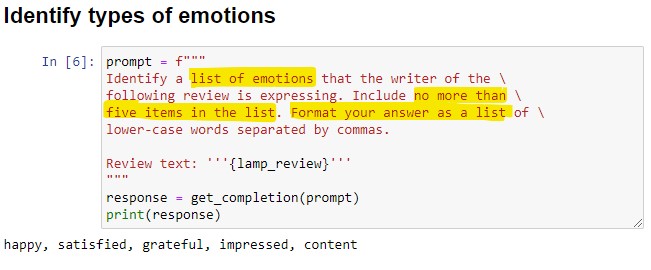 Identify types of emotions
In [6]: prompt = f"""
Identify a list of emotions that the writer of the \
following review is expressing. Include no more than \
five items in the list. Format your answer as a list of \
lower-case words separated by commas.
Review text: '''{lamp_review}'''
"""
response = get_completion(prompt)
print(response)
happy, satisfied, grateful, impressed, content